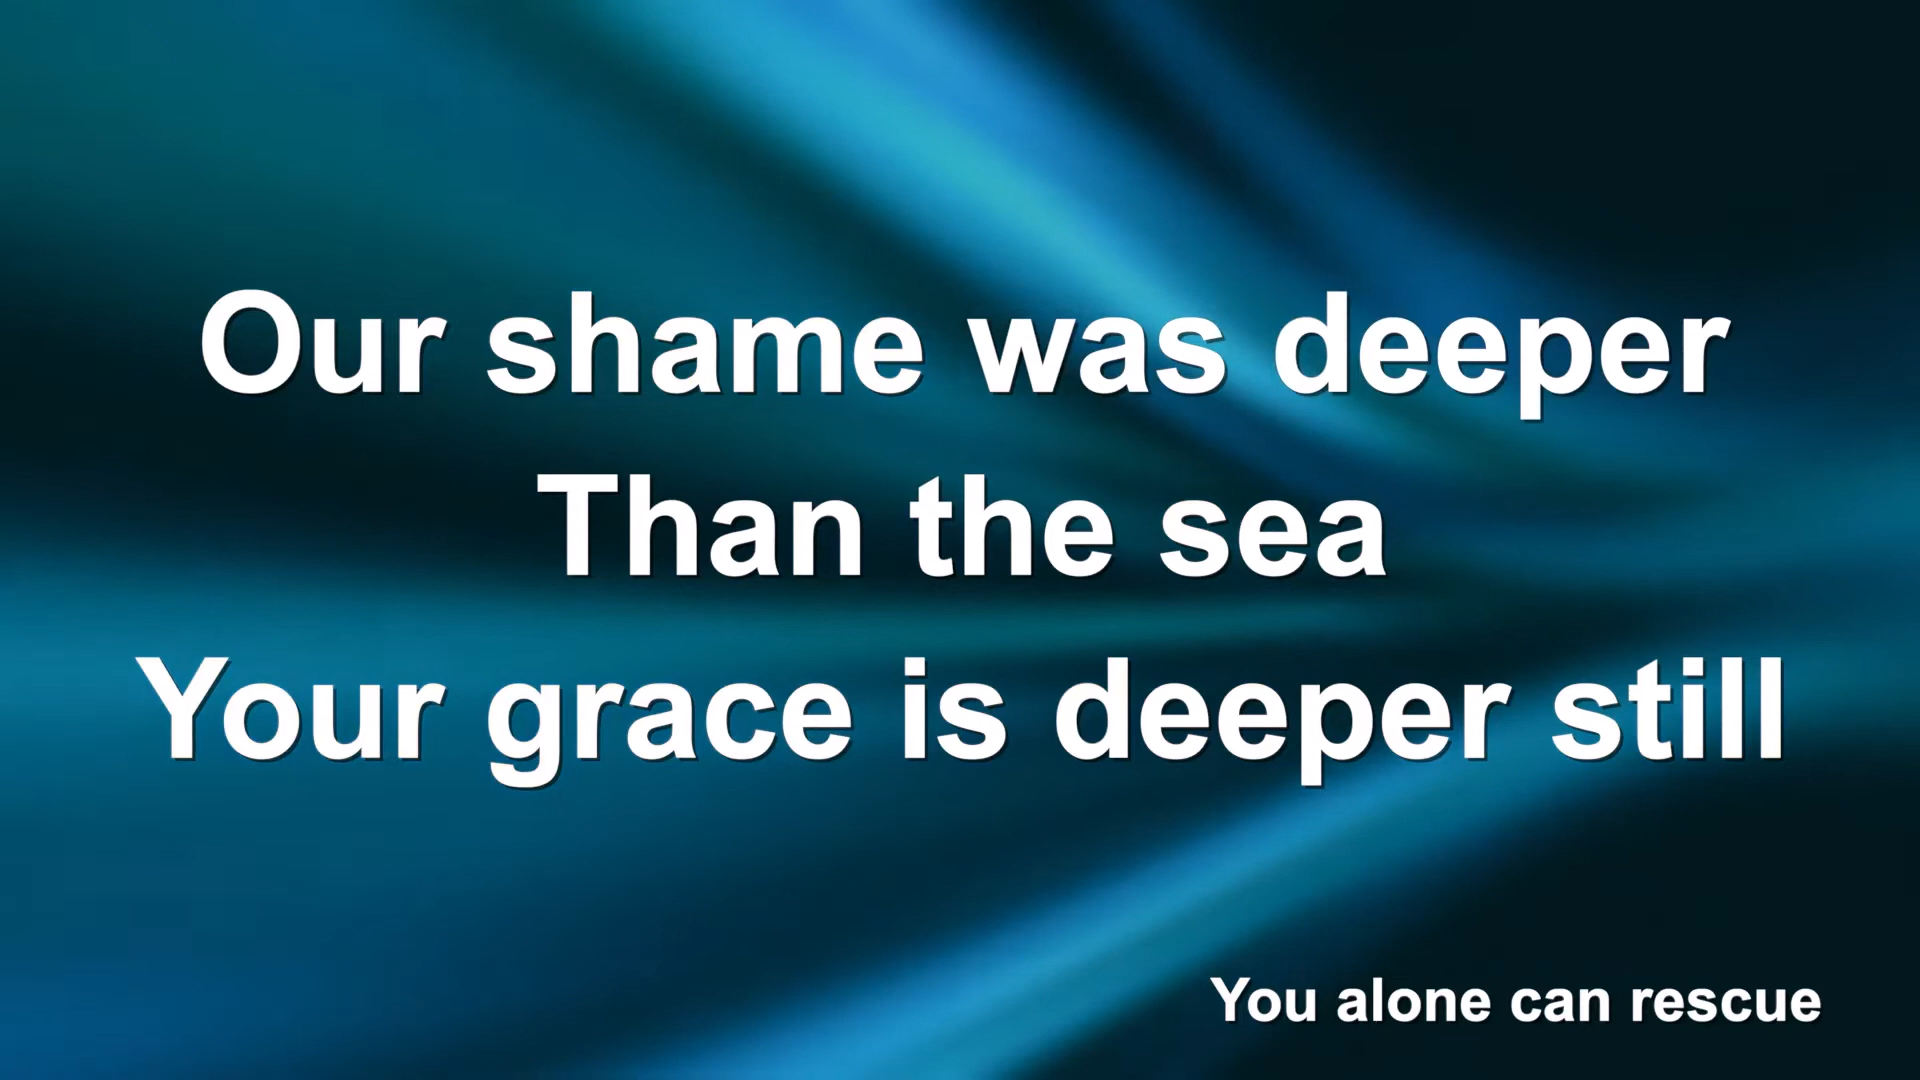 Our shame was deeper
Than the sea
Your grace is deeper still
You alone can rescue